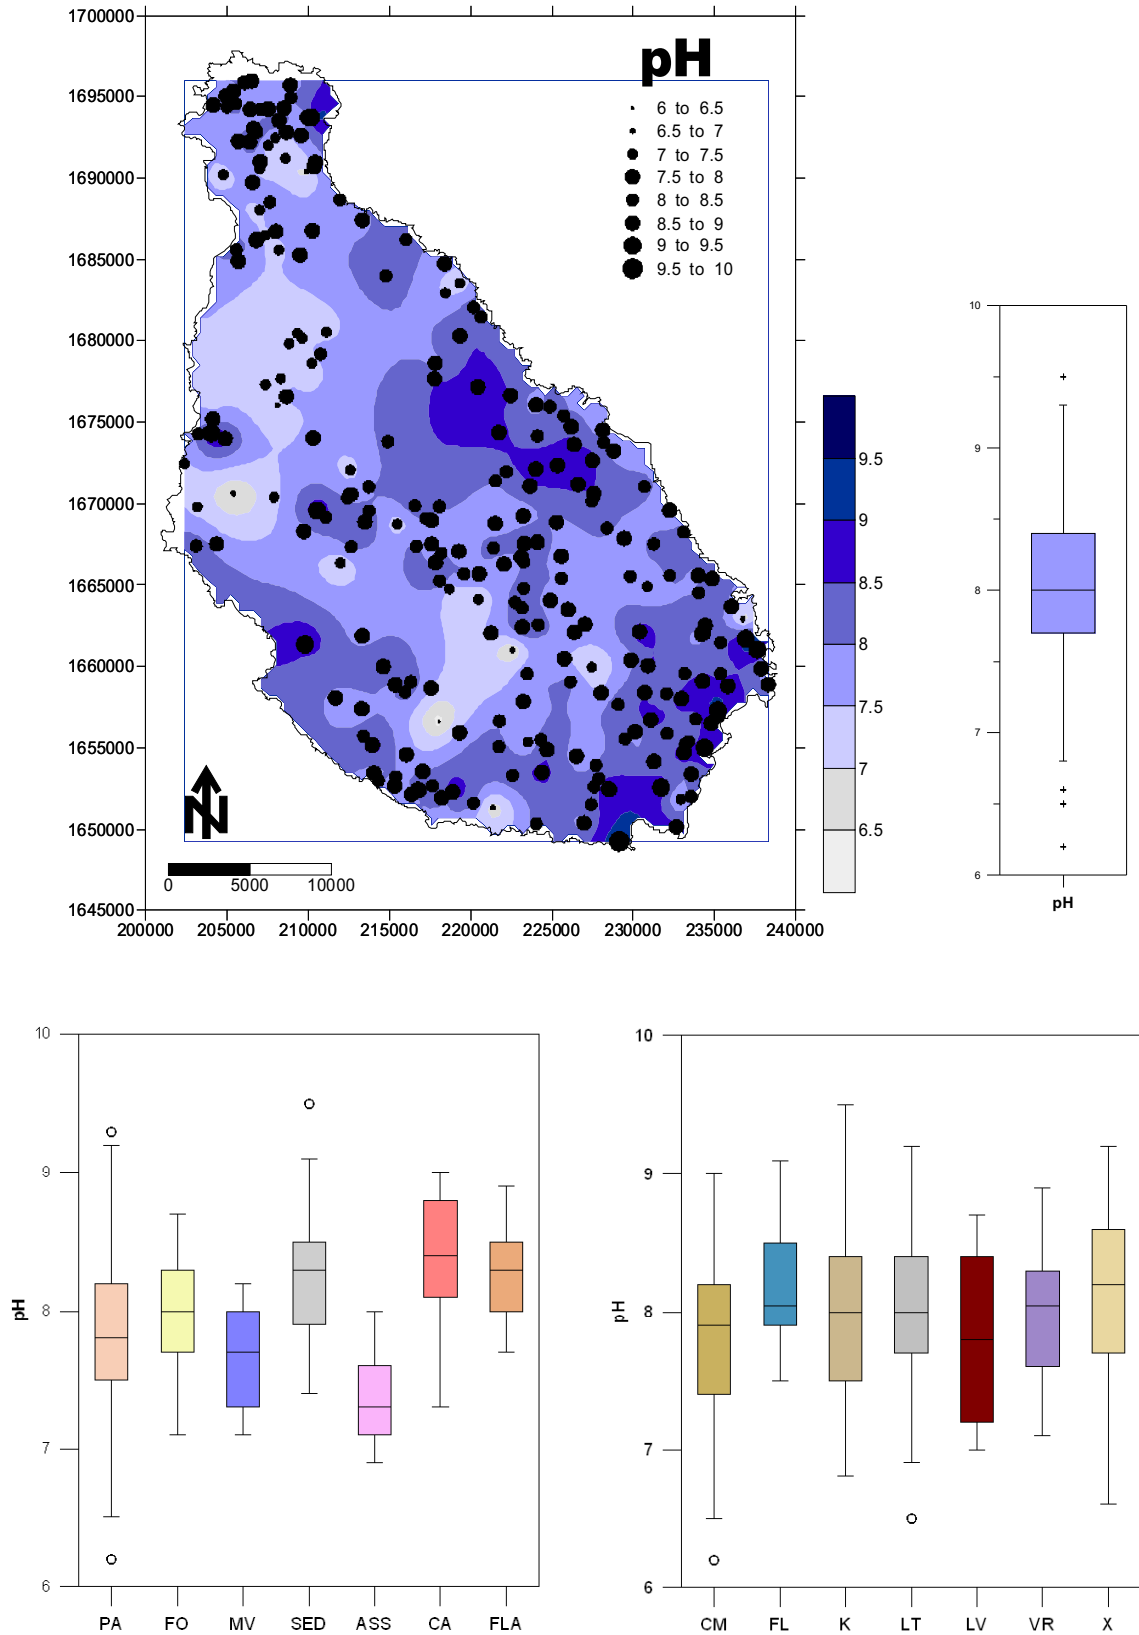 1700000
1695000
1690000
1685000
1680000
1675000
1670000
1665000
1660000
1655000
1650000
1645000
200000 205000 210000 215000 220000 225000 230000 235000 240000
pH
6 to 6.5
6.5 to 7
7 to 7.5
7.5 to 8
8 to 8.5
8.5 to 9
9 to 9.5
9.5 to 10
N
0 5000 10000
9.5
9
8.5
8
7.5
7
6.5
10
9
8
7
6
pH
10
9
8
7
6
pH
PA FO MV SED ASS CA FLA
10
9
8
7
6
pH
CM FL K LT LV VR X